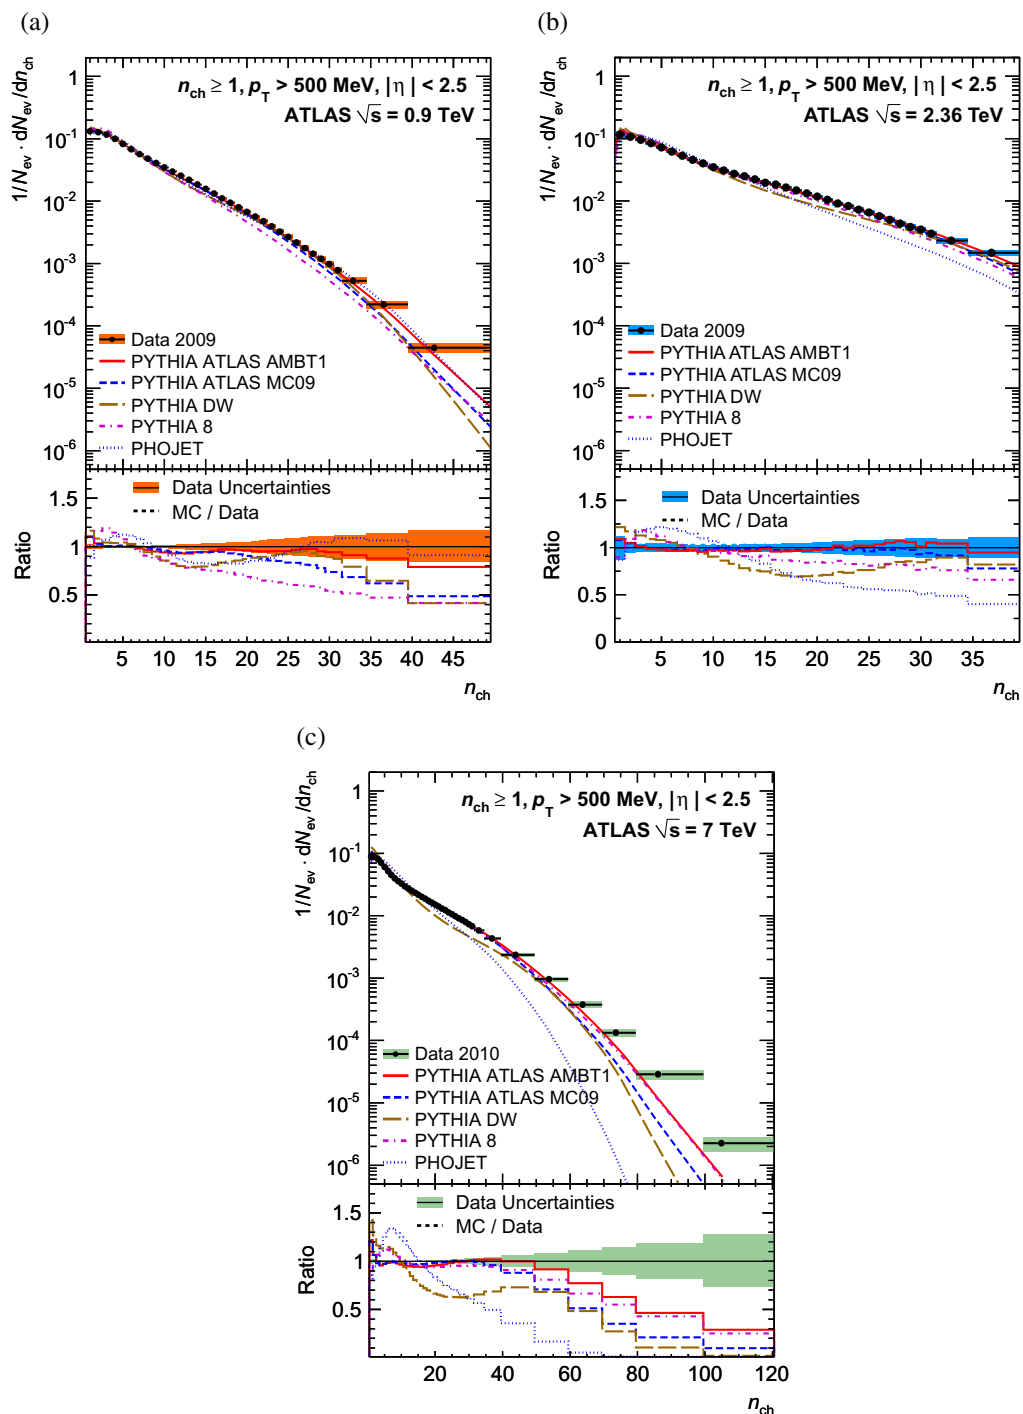 (a)
1/N_ev · dN_ev/dn_ch
1
10^-1
10^-2
10^-3
10^-4
10^-5
10^-6
n_ch ≥ 1, p_T > 500 MeV, |η| < 2.5
ATLAS √s = 0.9 TeV
Data 2009
PYTHIA ATLAS AMBT1
PYTHIA ATLAS MC09
PYTHIA DW
PYTHIA 8
PHOJET
Ratio
1.5
1
0.5
Data Uncertainties
MC / Data
5 10 15 20 25 30 35 40 45
n_ch
(b)
1/N_ev · dN_ev/dn_ch
1
10^-1
10^-2
10^-3
10^-4
10^-5
10^-6
n_ch ≥ 1, p_T > 500 MeV, |η| < 2.5
ATLAS √s = 2.36 TeV
Data 2009
PYTHIA ATLAS AMBT1
PYTHIA ATLAS MC09
PYTHIA DW
PYTHIA 8
PHOJET
Ratio
1.5
1
0.5
0
Data Uncertainties
MC / Data
5 10 15 20 25 30 35
n_ch
(c)
1/N_ev · dN_ev/dn_ch
1
10^-1
10^-2
10^-3
10^-4
10^-5
10^-6
n_ch ≥ 1, p_T > 500 MeV, |η| < 2.5
ATLAS √s = 7 TeV
Data 2010
PYTHIA ATLAS AMBT1
PYTHIA ATLAS MC09
PYTHIA DW
PYTHIA 8
PHOJET
Ratio
1.5
1
0.5
Data Uncertainties
MC / Data
20 40 60 80 100 120
n_ch